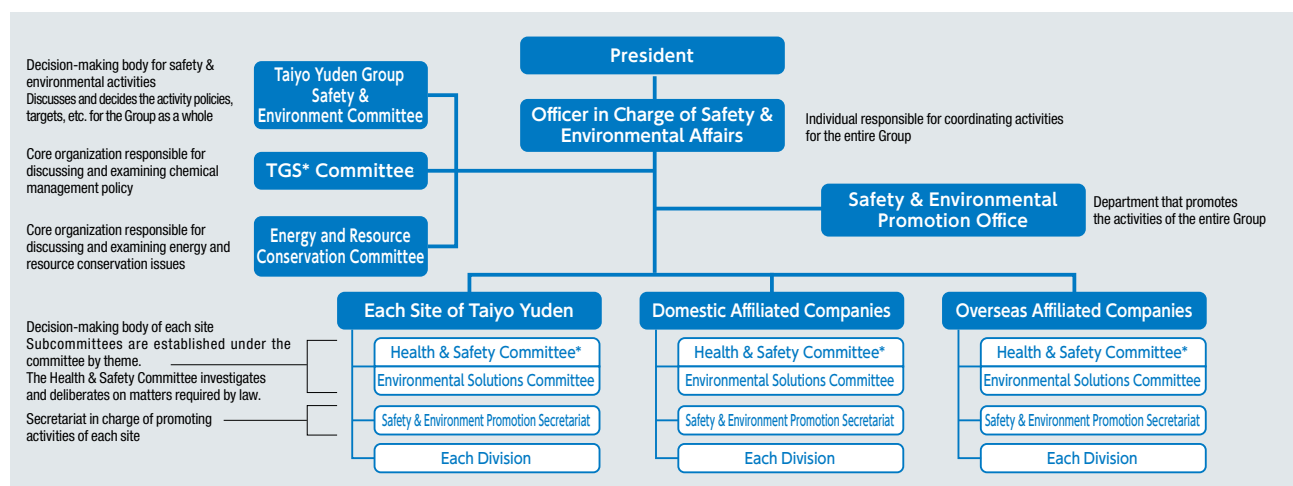 President
Officer in Charge of Safety &
Environmental Affairs
Individual responsible for coordinating activities
for the entire Group
Decision-making body for safety &
environmental activities
Discusses and decides the activity policies,
targets, etc. for the Group as a whole
Taiyo Yuden Group
Safety &
Environment Committee
Core organization responsible for
discussing and examining chemical
management policy
TGS* Committee
Core organization responsible for
discussing and examining energy and
resource conservation issues
Energy and Resource
Conservation Committee
Safety & Environmental
Promotion Office
Department that promotes
the activities of the entire Group
Decision-making body of each site
Subcommittees are established under the
committee by theme.
The Health & Safety Committee investigates
and deliberates on matters required by law.
Secretariat in charge of promoting
activities of each site
Each Site of Taiyo Yuden
Health & Safety Committee*
Environmental Solutions Committee
Safety & Environment Promotion Secretariat
Each Division
Domestic Affiliated Companies
Health & Safety Committee*
Environmental Solutions Committee
Safety & Environment Promotion Secretariat
Each Division
Overseas Affiliated Companies
Health & Safety Committee*
Environmental Solutions Committee
Safety & Environment Promotion Secretariat
Each Division